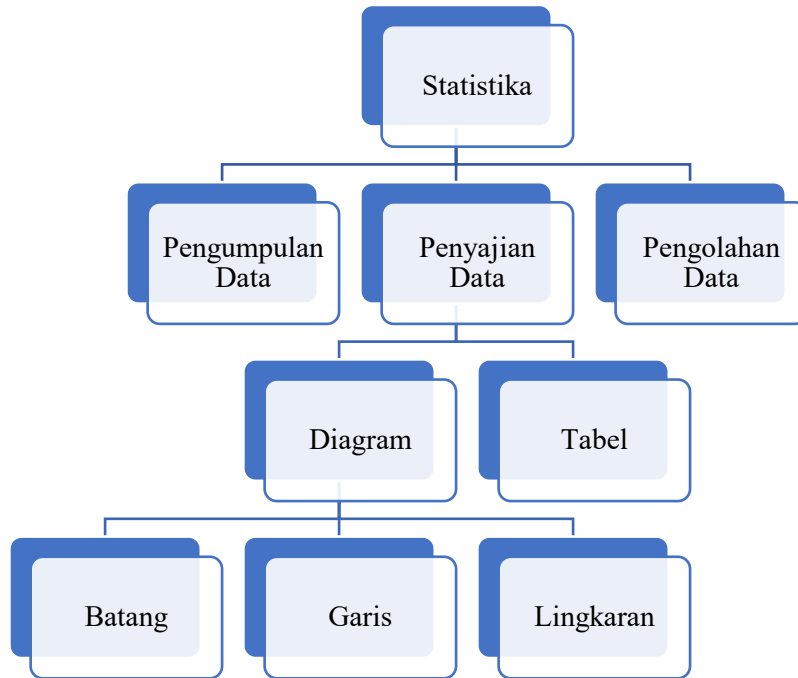 Statistika
Pengumpulan
Data
Penyajian
Data
Pengolahan
Data
Diagram
Tabel
Batang
Garis
Lingkaran